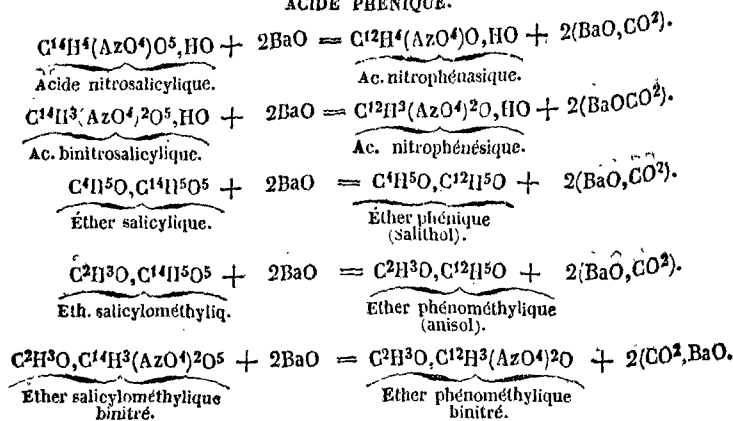 ACIDE PHÉNIQUE.
C¹⁴H⁴(AzO⁴)O⁵,HO + 2BaO = C¹²H⁴(AzO⁴)O,HO + 2(BaO,CO²).
Acide nitrosalicylique. Ac. nitrophénasique.
C¹⁴H³(AzO⁴)²O⁵,HO + 2BaO = C¹²H³(AzO⁴)²O,HO + 2(BaOCO²).
Ac. binitrosalicylique. Ac. nitrophénésique.
C⁴H⁵O,C¹⁴H⁵O⁵ + 2BaO = C⁴H⁵O,C¹²H⁵O + 2(BaO,CO²).
Éther salicylique. Éther phénique
(Salithol).
C²H³O,C¹⁴H⁵O⁵ + 2BaO = C²H³O,C¹²H⁵O + 2(BaO,CO²).
Eth. salicylométhyliq. Ether phénométhylique
(anisol).
C²H³O,C¹⁴H³(AzO⁴)²O⁵ + 2BaO = C²H³O,C¹²H³(AzO⁴)²O + 2(CO²,BaO.
Ether salicylométhylique Ether phénométhylique
binitré. binitré.